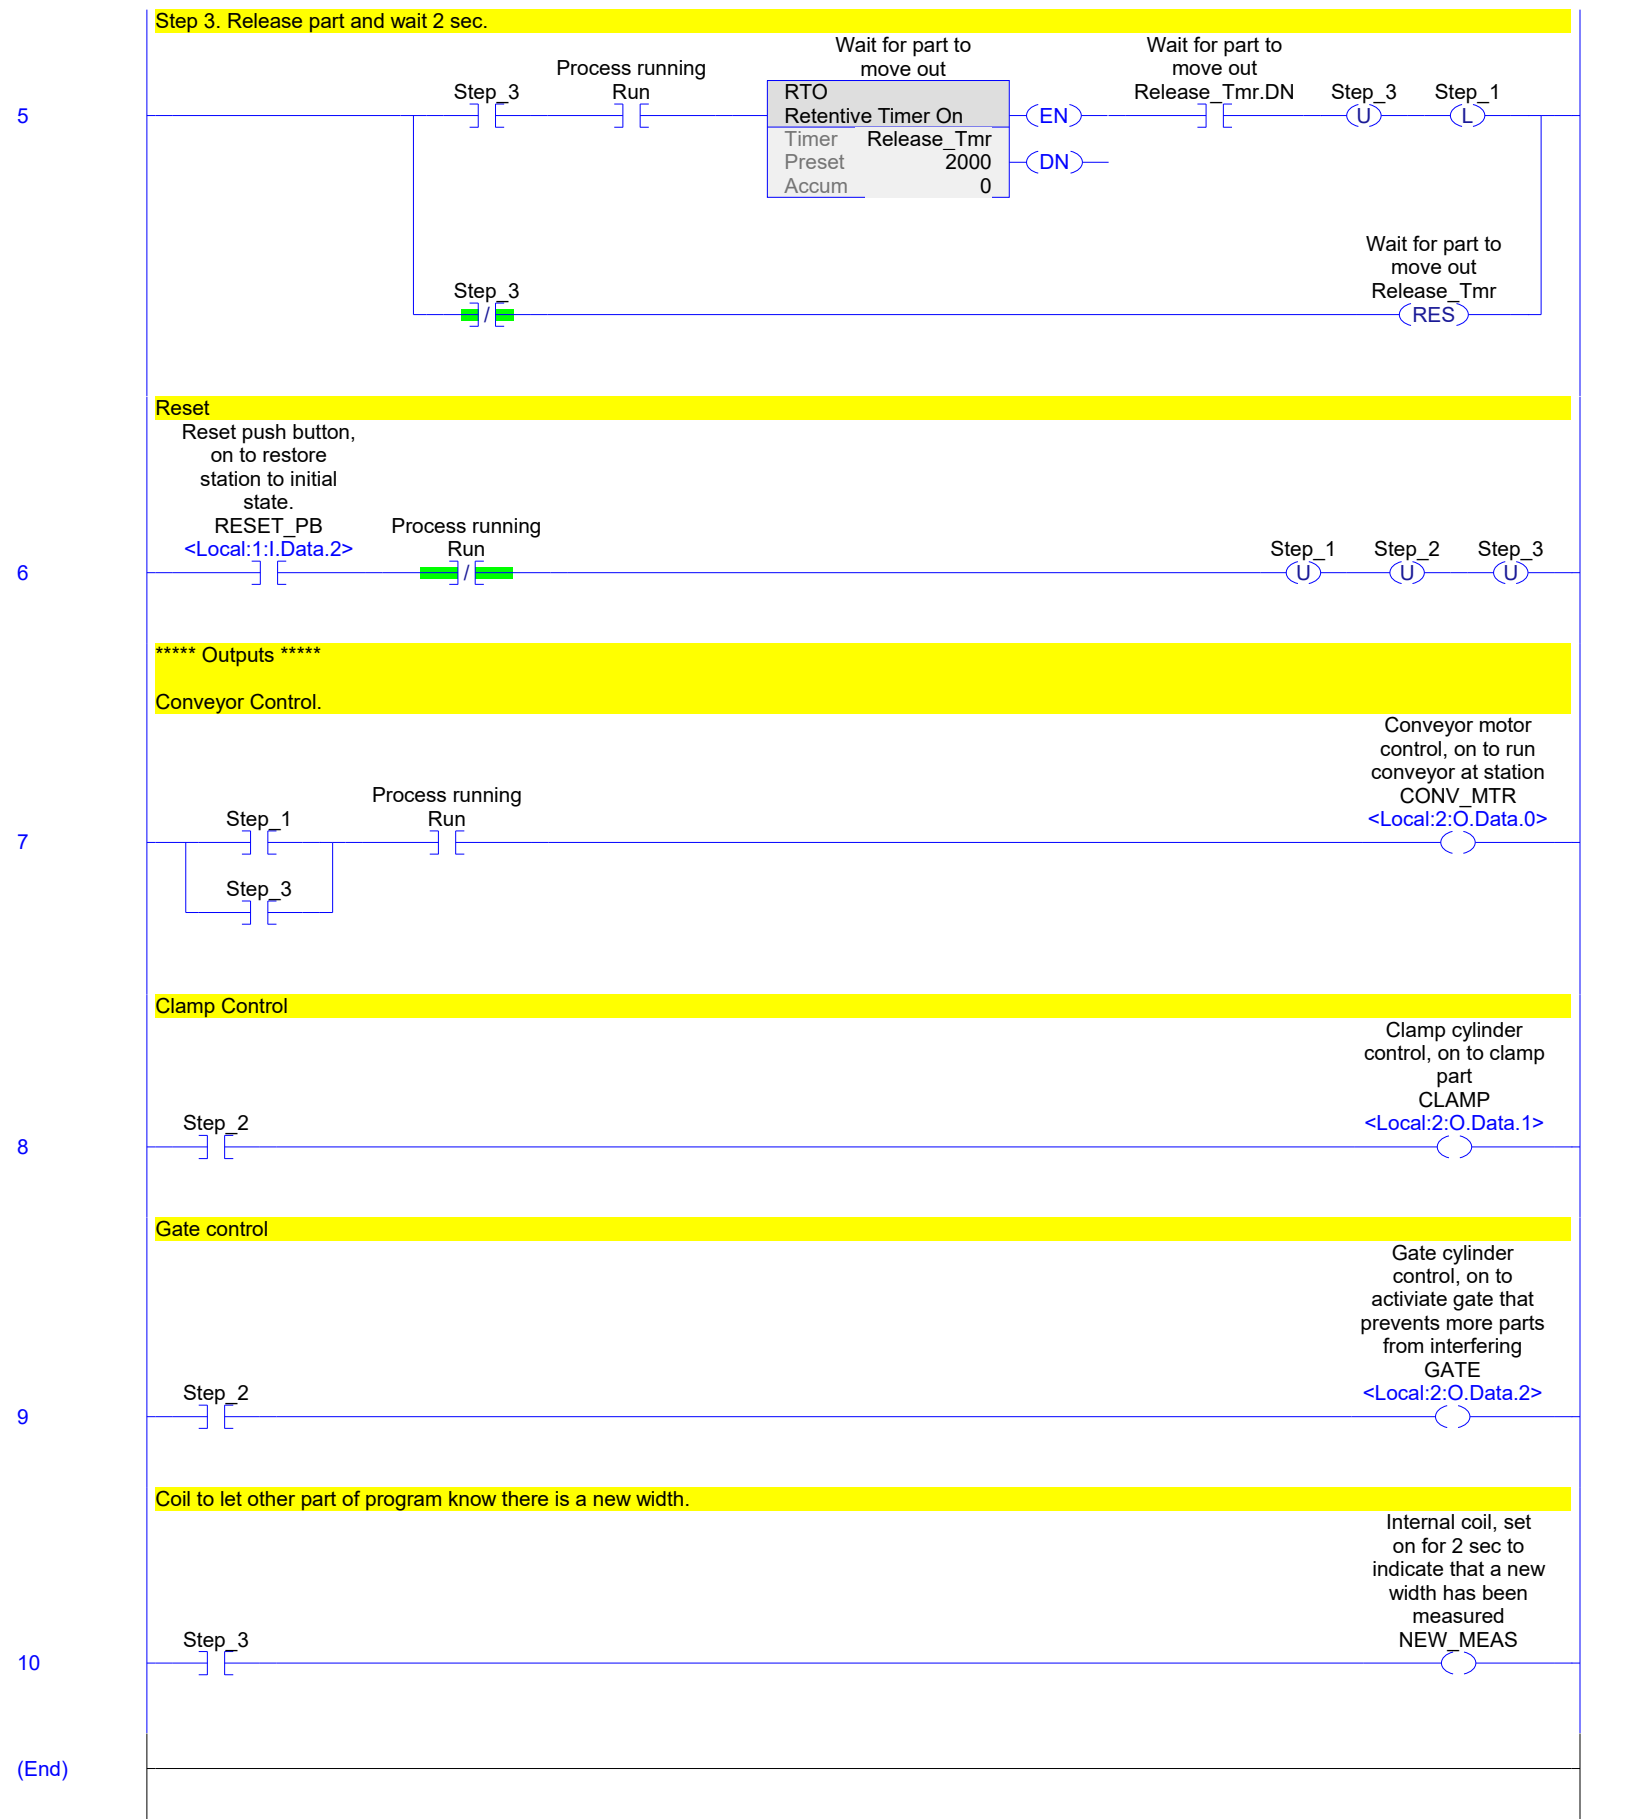 Step 3. Release part and wait 2 sec.
Wait for part to
move out
Wait for part to
move out
Process running
Step_3
Run
RTO
Retentive Timer On
Timer Release_Tmr
Preset 2000
Accum 0
(EN)
(DN)
Release_Tmr.DN
Step_3
Step_1
U
L
5
Wait for part to
move out
Release_Tmr
Step_3
/
RES
Reset
Reset push button,
on to restore
station to initial
state.
RESET_PB
<Local:1:I.Data.2>
Process running
Run
/
Step_1
Step_2
Step_3
U
U
U
6
***** Outputs *****
Conveyor Control.
Conveyor motor
control, on to run
conveyor at station
CONV_MTR
<Local:2:O.Data.0>
Step_1
Process running
Run
7
Step_3
Clamp Control
Clamp cylinder
control, on to clamp
part
CLAMP
<Local:2:O.Data.1>
Step_2
8
Gate control
Gate cylinder
control, on to
activiate gate that
prevents more parts
from interfering
GATE
<Local:2:O.Data.2>
Step_2
9
Coil to let other part of program know there is a new width.
Internal coil, set
on for 2 sec to
indicate that a new
width has been
measured
NEW_MEAS
Step_3
10
(End)